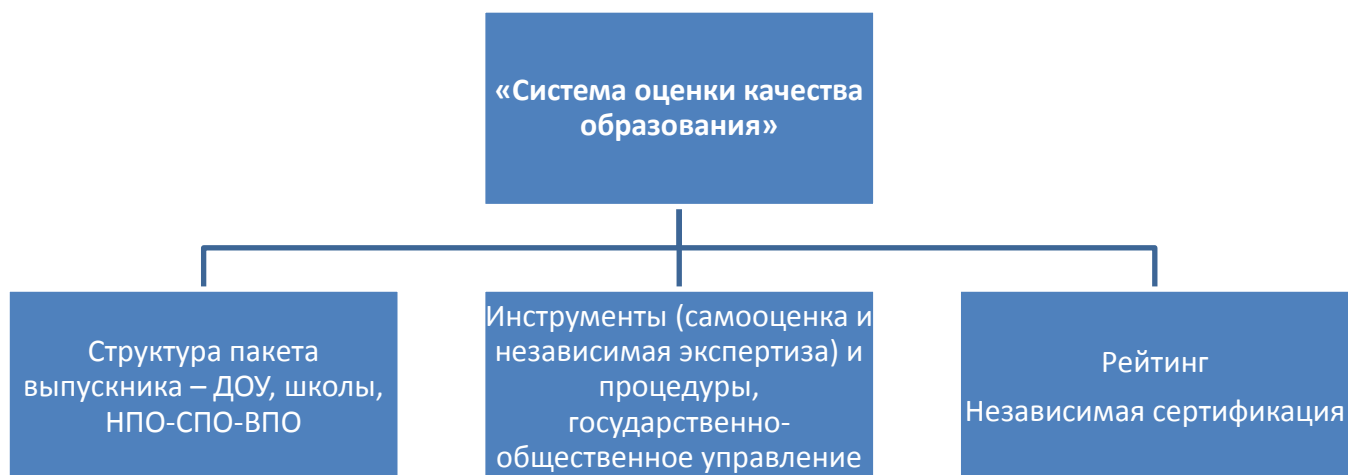 «Система оценки качества
образования»
Структура пакета
выпускника – ДОУ, школы,
НПО-СПО-ВПО
Инструменты (самооценка и
независимая экспертиза) и
процедуры,
государственно-
общественное управление
Рейтинг
Независимая сертификация